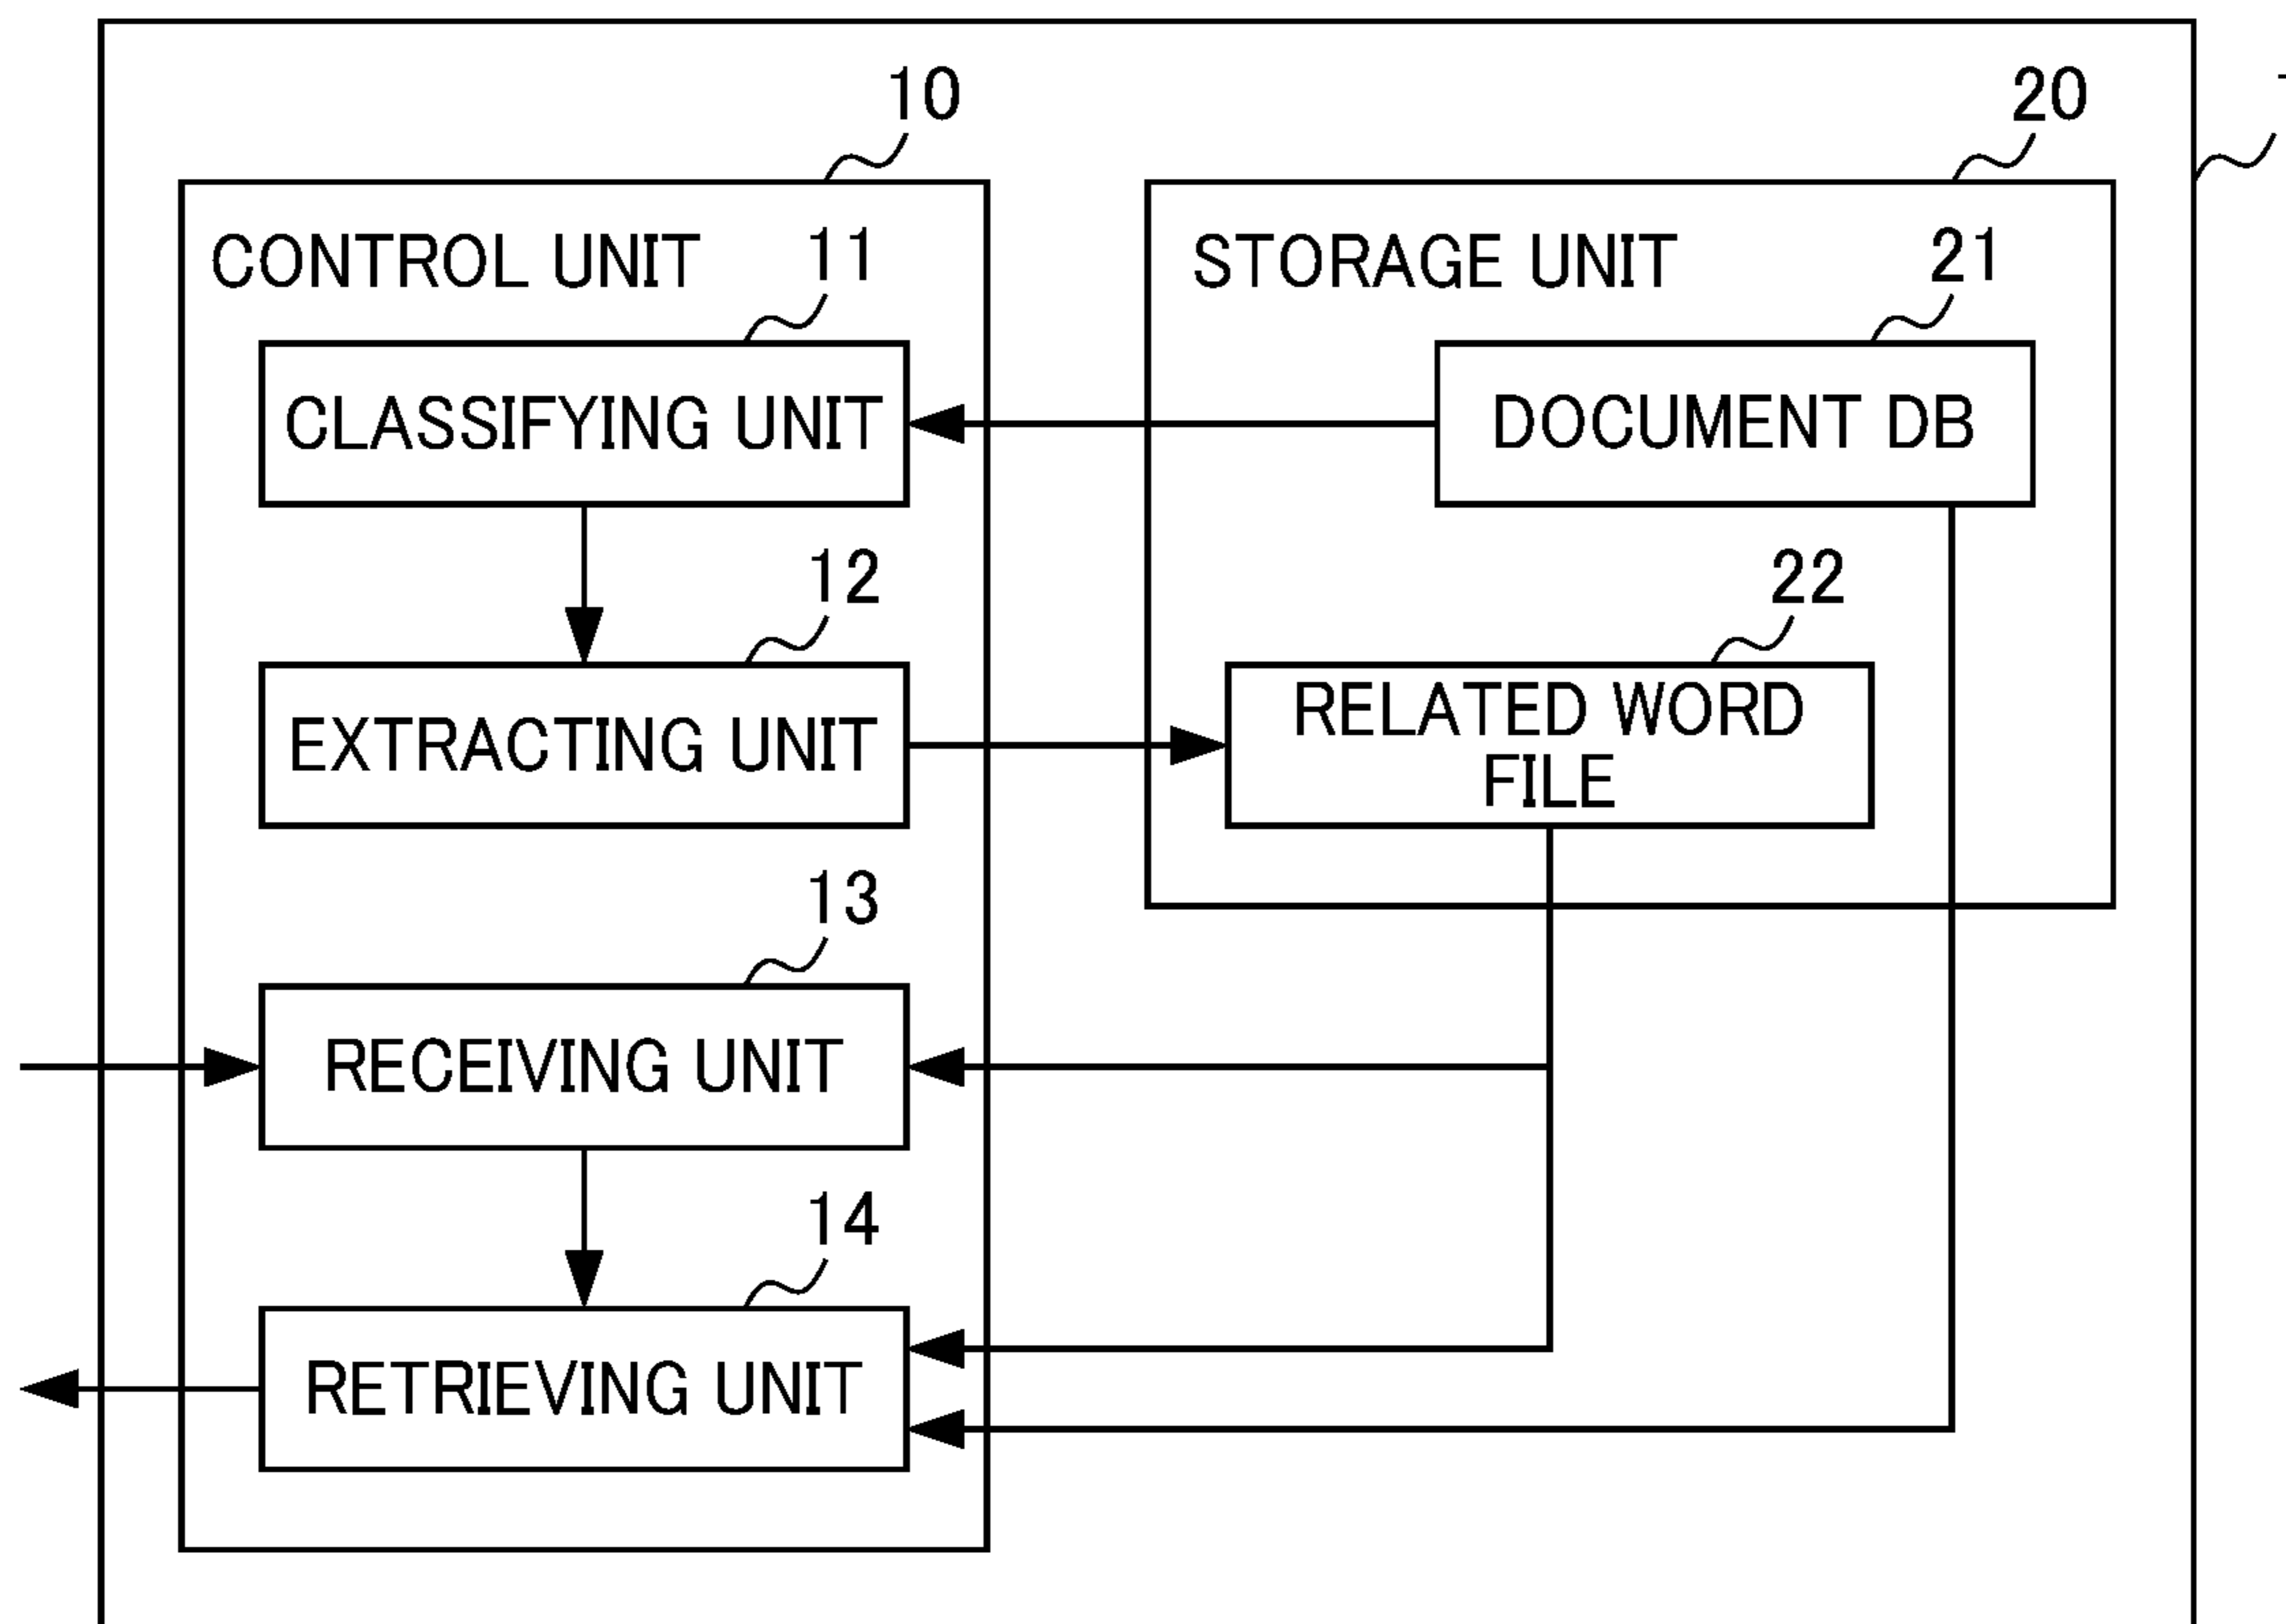 10
20
CONTROL UNIT
11
STORAGE UNIT
21
CLASSIFYING UNIT
DOCUMENT DB
12
22
EXTRACTING UNIT
RELATED WORD
FILE
13
RECEIVING UNIT
14
RETRIEVING UNIT